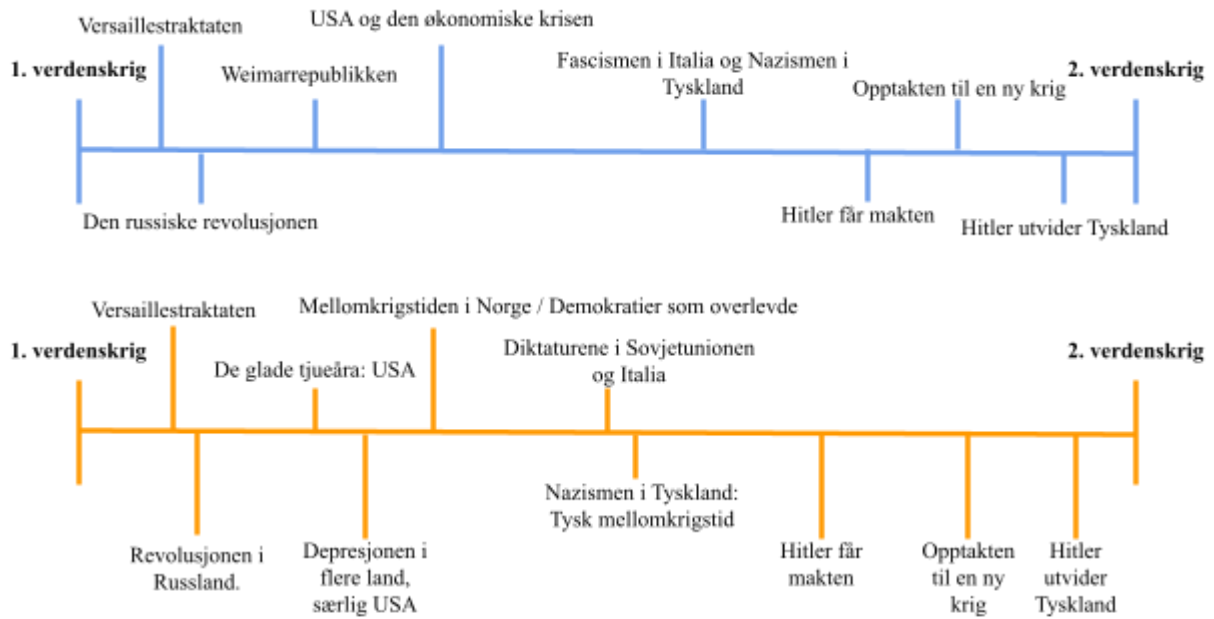 Versaillestraktaten
USA og den økonomiske krisen
1. verdenskrig
Weimarrepublikken
Fascismen i Italia og Nazismen i
Tyskland
Opptakten til en ny krig
2. verdenskrig
Den russiske revolusjonen
Hitler får makten
Hitler utvider Tyskland
Versaillestraktaten
Mellomkrigstiden i Norge / Demokratier som overlevde
1. verdenskrig
De glade tjueåra: USA
Diktaturene i Sovjetunionen
og Italia
2. verdenskrig
Revolusjonen i
Russland.
Depresjonen i
flere land,
særlig USA
Nazismen i Tyskland:
Tysk mellomkrigstid
Hitler får
makten
Opptakten
til en ny
krig
Hitler
utvider
Tyskland